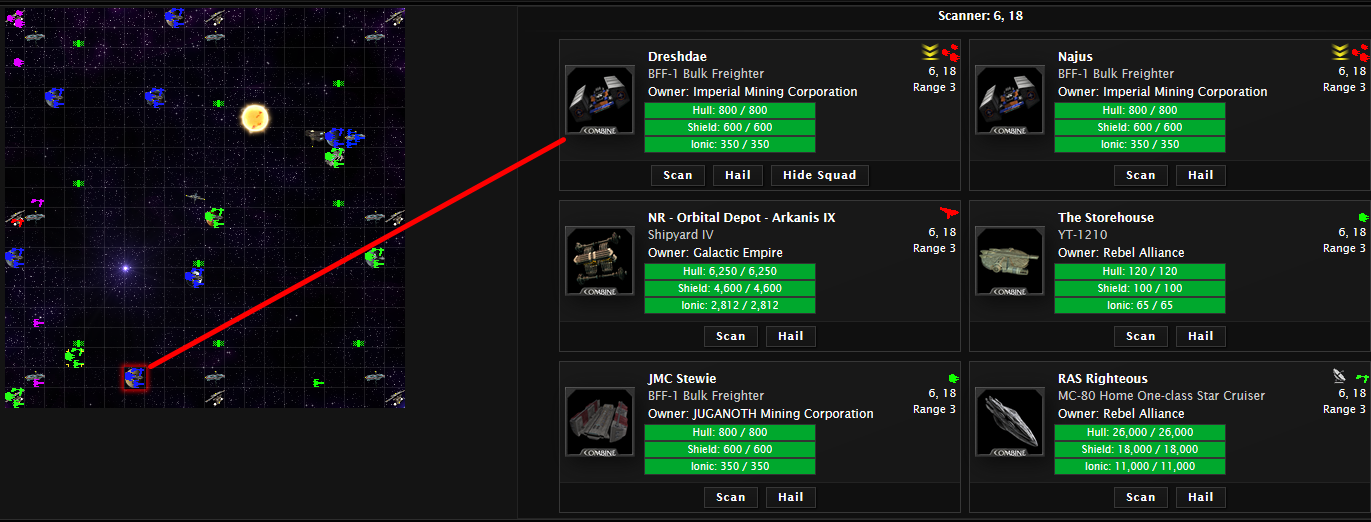 Scanner: 6, 18
Dreshdae
BFF-1 Bulk Freighter
Owner: Imperial Mining Corporation
6, 18
Range 3
Hull: 800 / 800
Shield: 600 / 600
Ionic: 350 / 350
COMBINE
Scan Hail Hide Squad
Najus
BFF-1 Bulk Freighter
Owner: Imperial Mining Corporation
6, 18
Range 3
Hull: 800 / 800
Shield: 600 / 600
Ionic: 350 / 350
COMBINE
Scan Hail
NR - Orbital Depot - Arkanis IX
Shipyard IV
Owner: Galactic Empire
6, 18
Range 3
Hull: 6,250 / 6,250
Shield: 4,600 / 4,600
Ionic: 2,812 / 2,812
COMBINE
Scan Hail
The Storehouse
YT-1210
Owner: Rebel Alliance
6, 18
Range 3
Hull: 120 / 120
Shield: 100 / 100
Ionic: 65 / 65
COMBINE
Scan Hail
JMC Stewie
BFF-1 Bulk Freighter
Owner: JUGANOTH Mining Corporation
6, 18
Range 3
Hull: 800 / 800
Shield: 600 / 600
Ionic: 350 / 350
COMBINE
Scan Hail
RAS Righteous
MC-80 Home One-class Star Cruiser
Owner: Rebel Alliance
6, 18
Range 3
Hull: 26,000 / 26,000
Shield: 18,000 / 18,000
Ionic: 11,000 / 11,000
COMBINE
Scan Hail